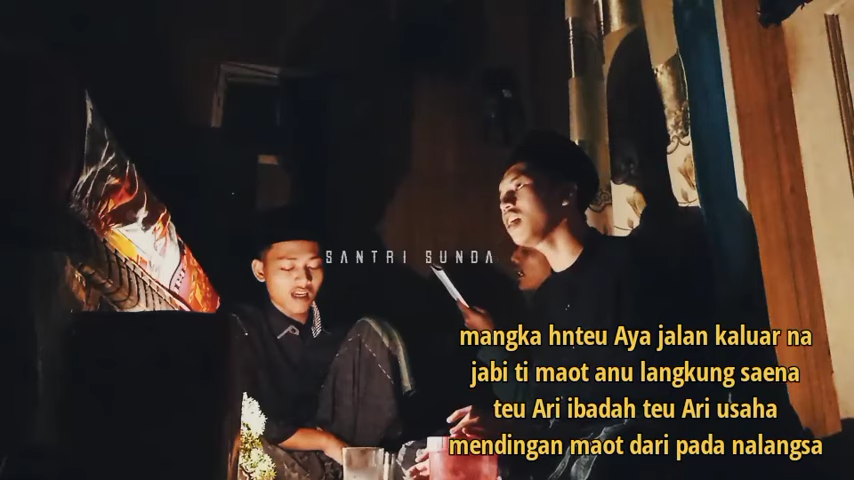 SANTRI SUNDA
mangka hnteu Aya jalan kaluar na
jabi ti maot anu langkung saena
teu Ari ibadah teu Ari usaha
mendingan maot dari pada nalangsa